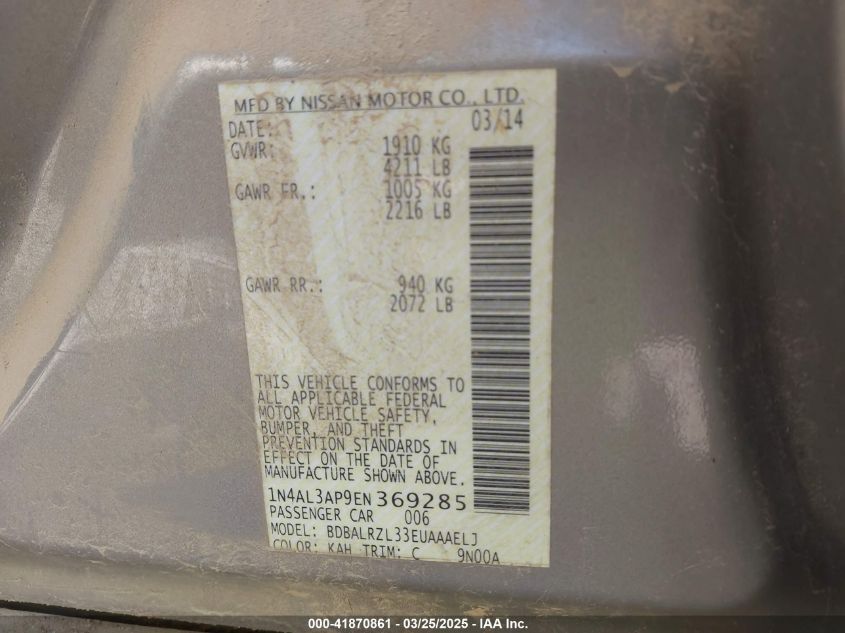 MFD BY NISSAN MOTOR CO., LTD.
DATE: 03/14
GVWR: 1910 KG
4211 LB
GAWR FR.: 1005 KG
2216 LB
GAWR RR.: 940 KG
2072 LB
THIS VEHICLE CONFORMS TO
ALL APPLICABLE FEDERAL
MOTOR VEHICLE SAFETY,
BUMPER, AND THEFT
PREVENTION STANDARDS IN
EFFECT ON THE DATE OF
MANUFACTURE SHOWN ABOVE.
1N4AL3AP9EN369285
PASSENGER CAR 006
MODEL: BDBALRZL33EUAAAELJ
COLOR: KAH TRIM: C 9N00A
000-41870861 - 03/25/2025 - IAA Inc.